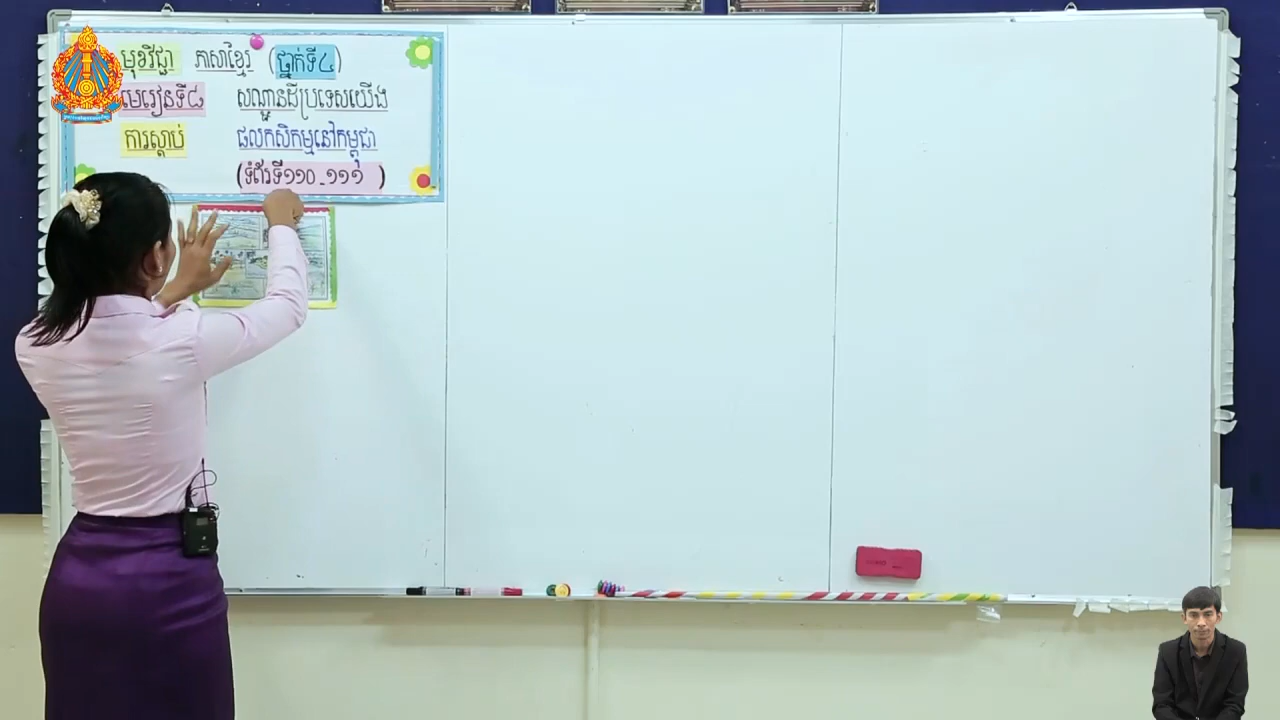 មុខវិជ្ជា ភាសាខ្មែរ (ថ្នាក់ទី៤)
មេរៀនទី៨ សណ្ឋានដីប្រទេសយើង
ការស្តាប់ ផលកសិកម្មនៅកម្ពុជា
(ទំព័រទី១១០-១១១ )